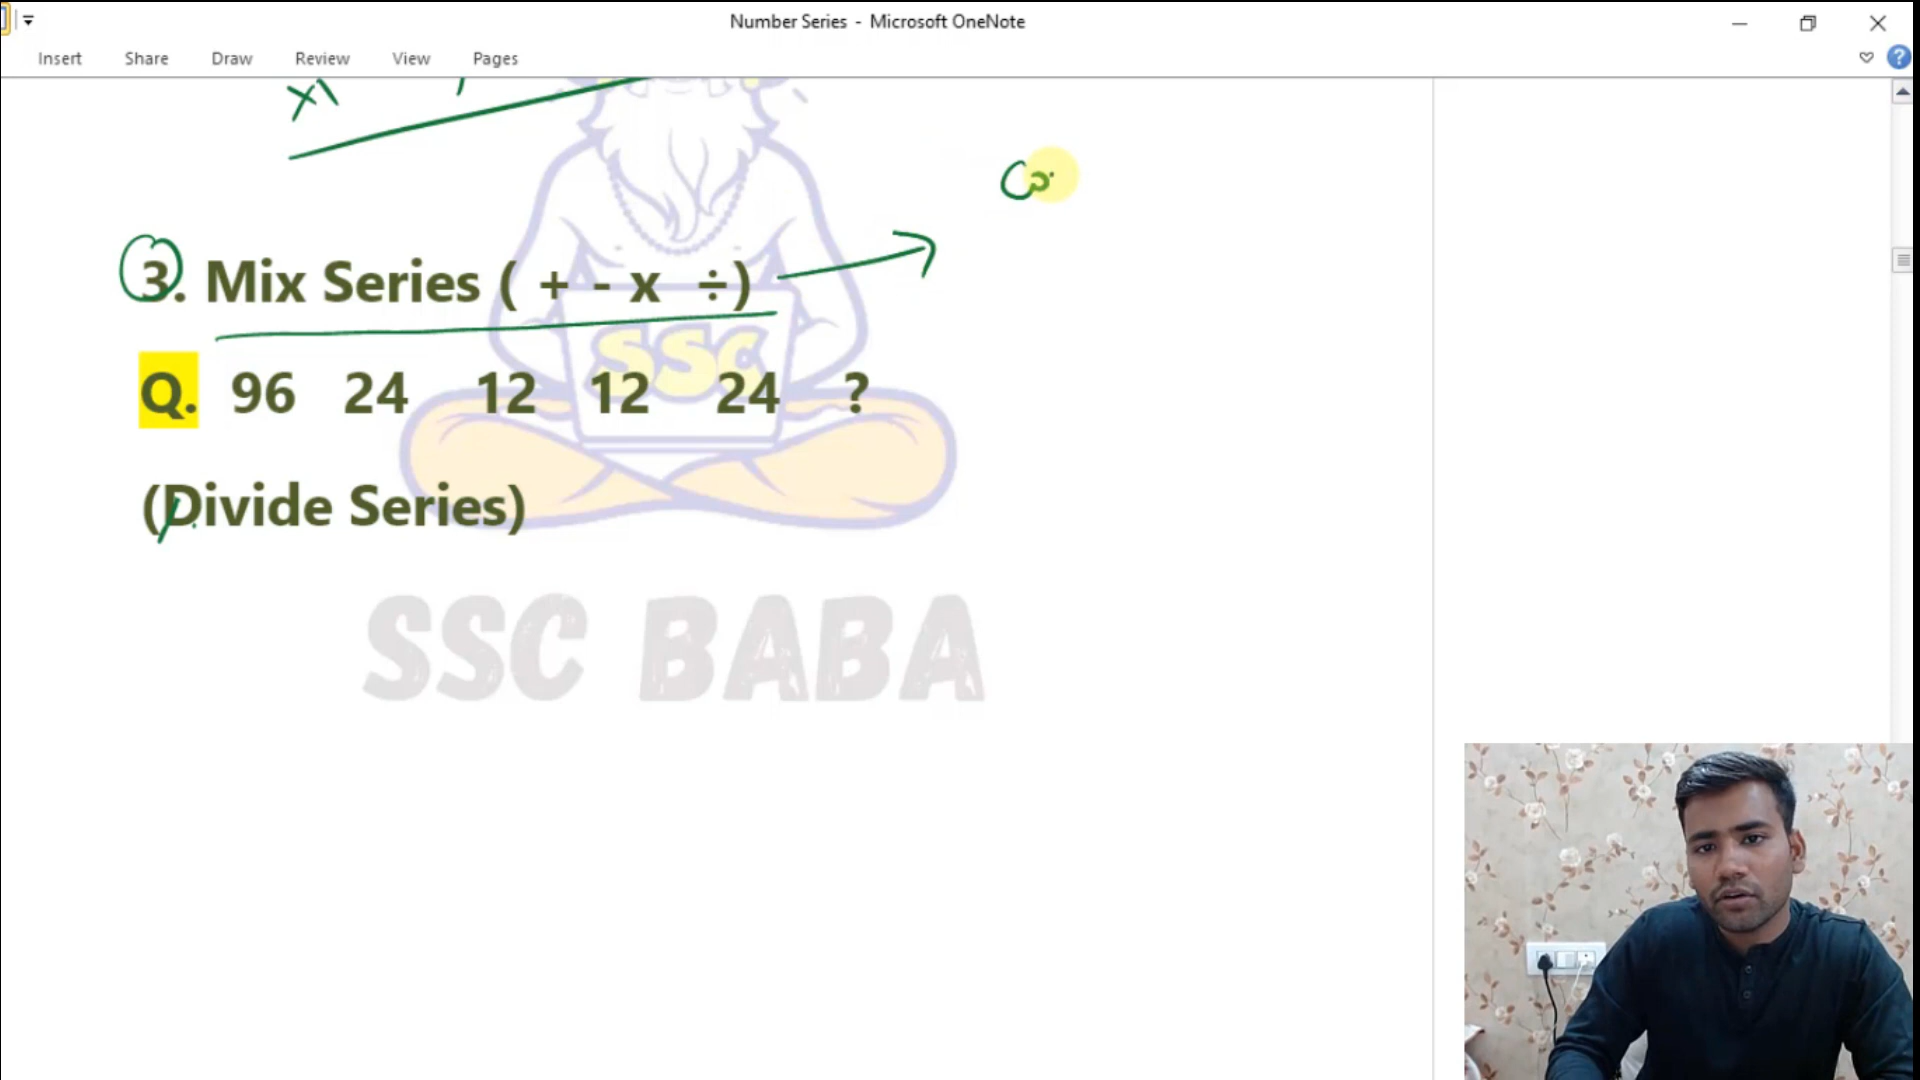 Number Series - Microsoft OneNote
Insert Share Draw Review View Pages
3. Mix Series ( + - x ÷)
Q. 96 24 12 12 24 ?
SSC
(Divide Series)
SSC BABA